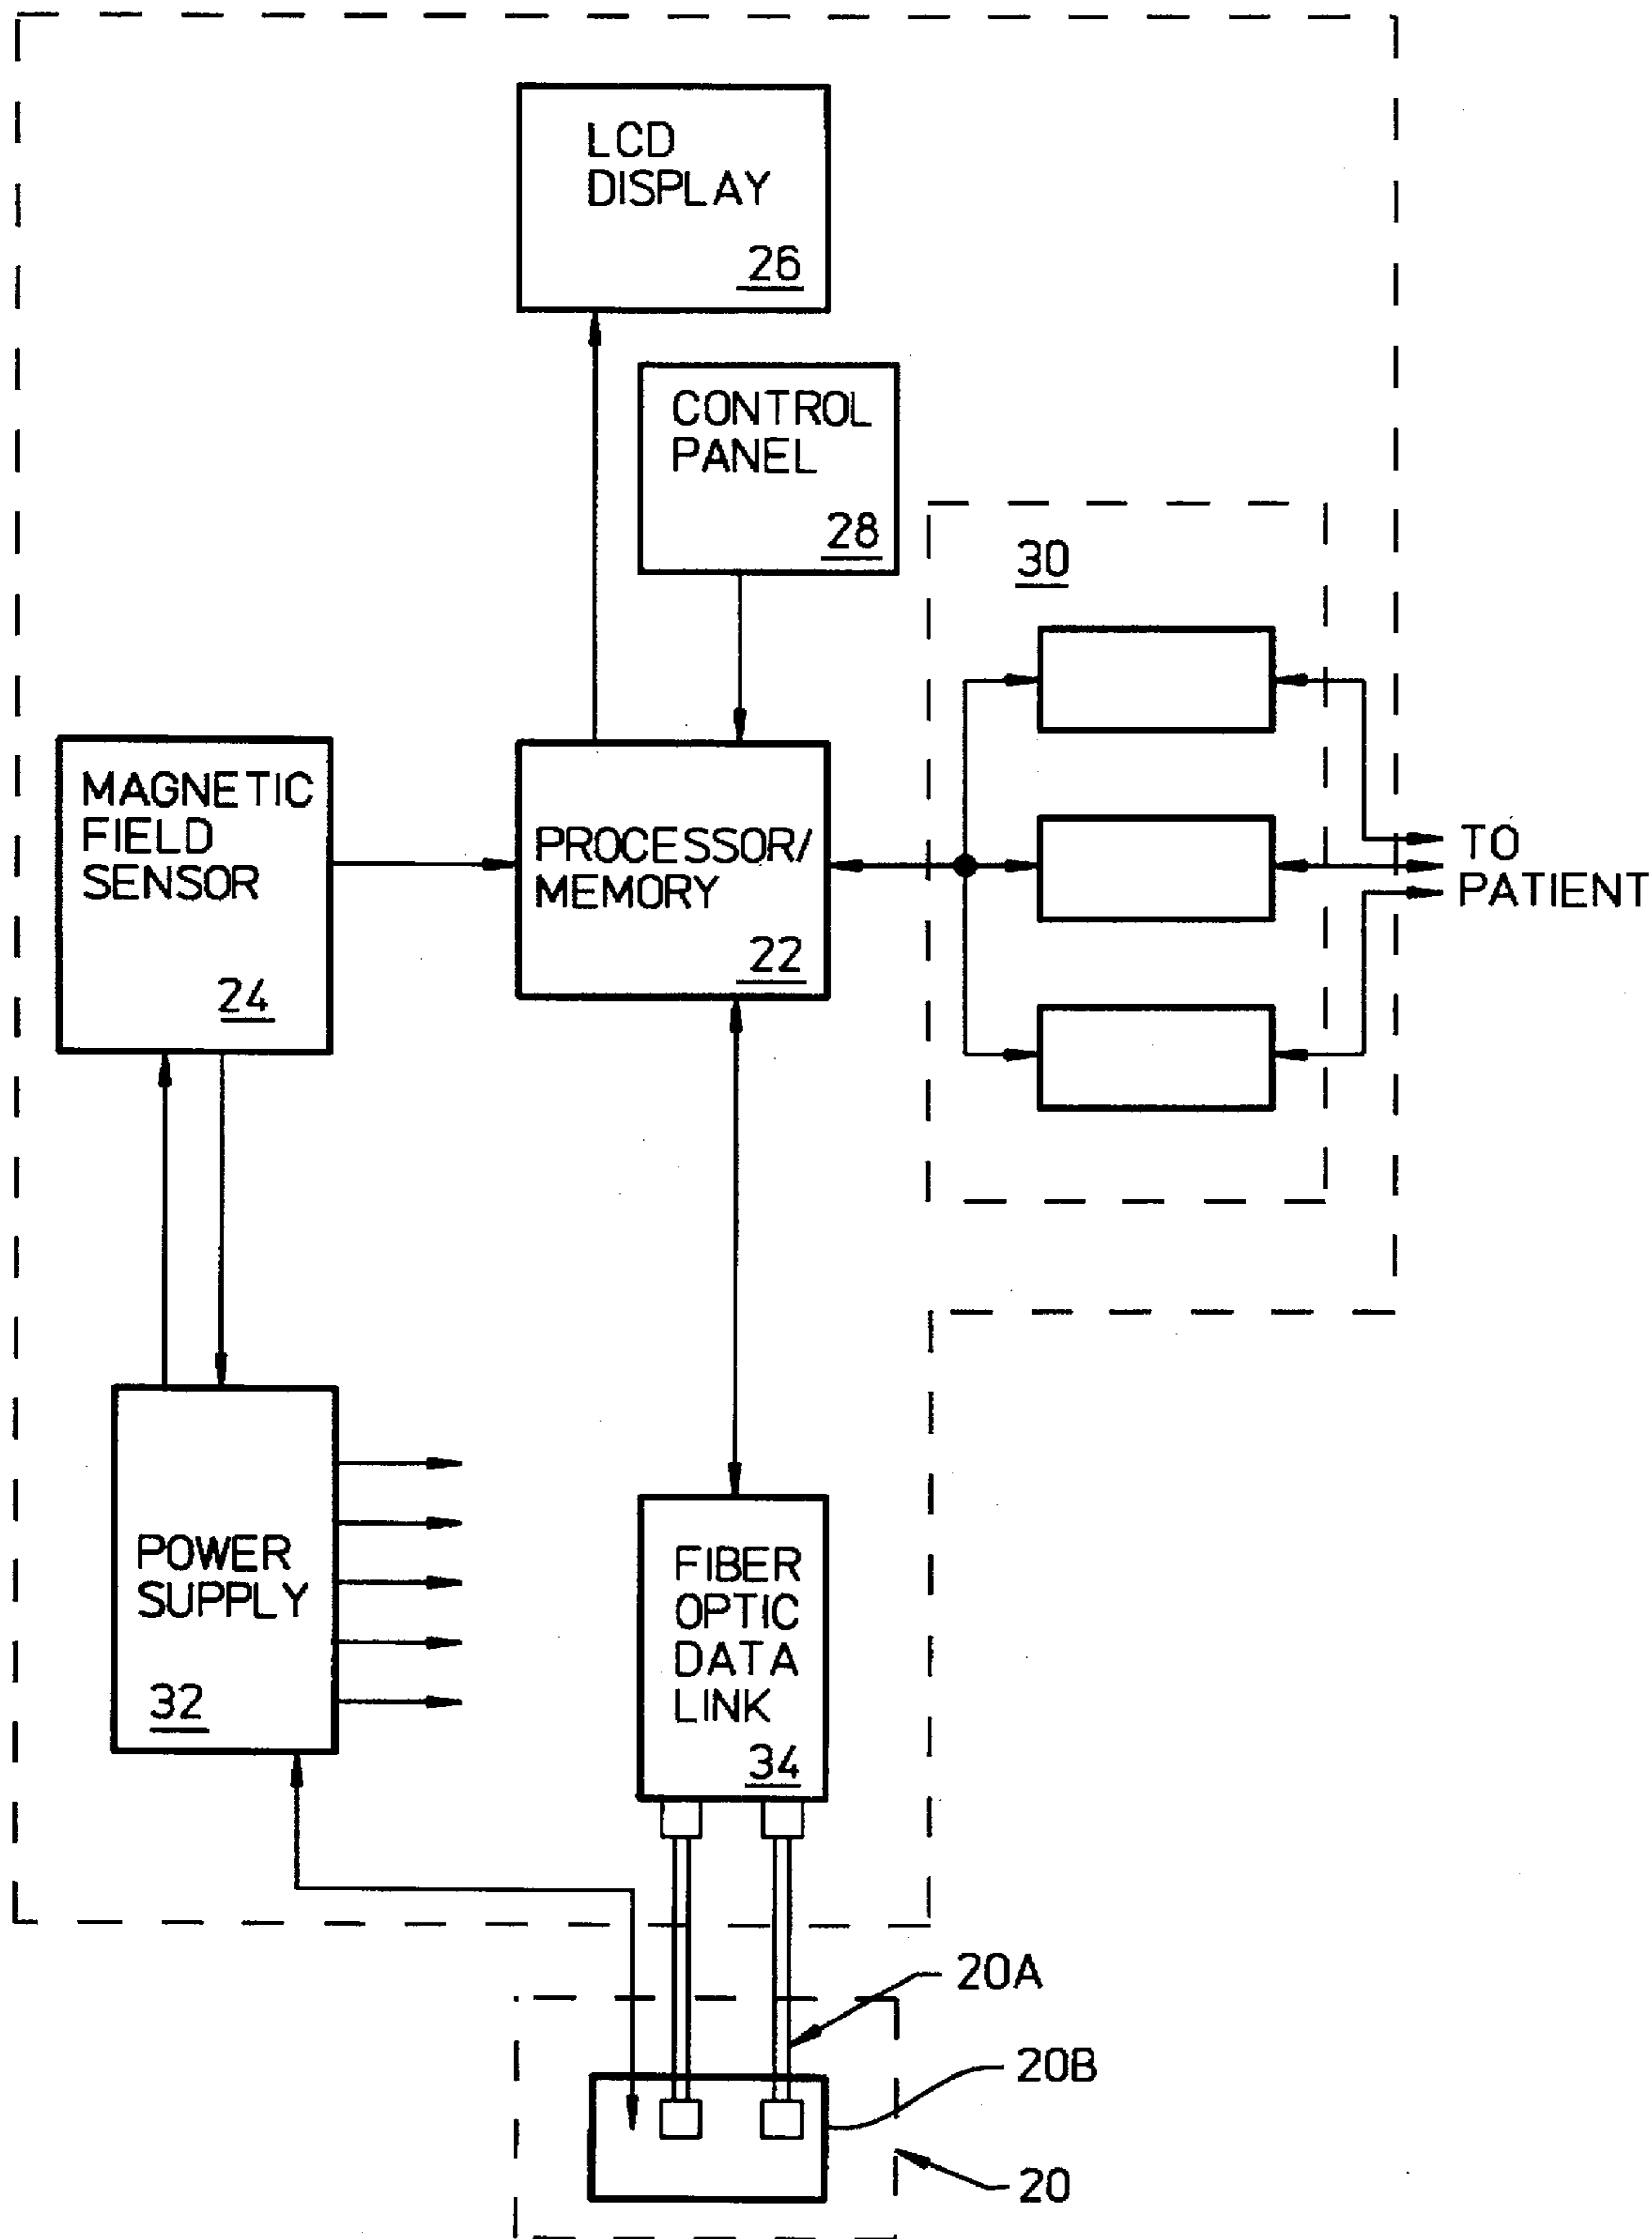 LCD
DISPLAY
26
CONTROL
PANEL
28
30
MAGNETIC
FIELD
SENSOR
24
PROCESSOR/
MEMORY
22
TO
PATIENT
POWER
SUPPLY
32
FIBER
OPTIC
DATA
LINK
34
20A
20B
20